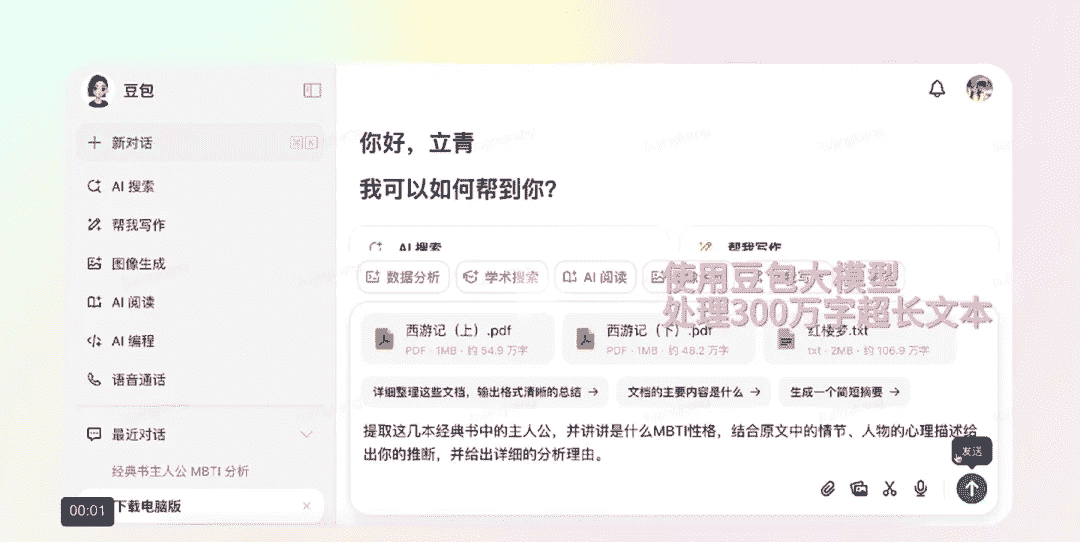 豆包
新对话
AI 搜索
帮我写作
图像生成
AI 阅读
AI 编程
语音通话
最近对话
经典书主人公 MBTI 分析
下载电脑版
00:01
你好，立青
我可以如何帮到你？
AI 搜索
帮我写作
数据分析
学术搜索
AI 阅读
使用豆包大模型
处理300万字超长文本
西游记（上）.pdf
PDF · 1MB · 约 54.9 万字
西游记（下）.pdf
PDF · 1MB · 约 48.2 万字
红楼梦.txt
txt · 2MB · 约 106.9 万字
详细整理这些文档，输出格式清晰的总结 →
文档的主要内容是什么 →
生成一个简短摘要 →
提取这几本经典书中的主人公，并讲讲是什么MBTI性格，结合原文中的情节、人物的心理描述给
出你的推断，并给出详细的分析理由。
发送